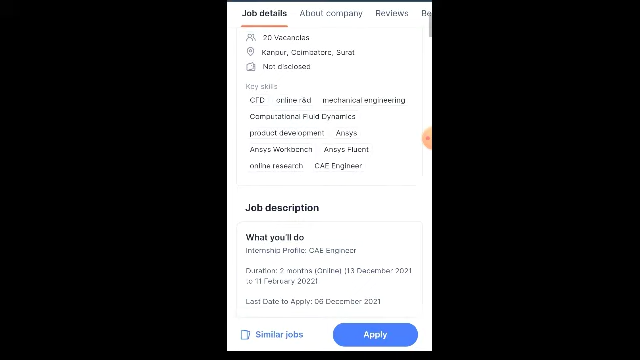 Job details About company Reviews Be
20 Vacancies
Kanpur, Coimbatore, Surat
Not disclosed
Key skills
CFD online r&d mechanical engineering
Computational Fluid Dynamics
product development Ansys
Ansys Workbench Ansys Fluent
online research CAE Engineer
Job description
What you'll do
Internship Profile: CAE Engineer
Duration: 2 months (Online) (13 December 2021
to 11 February 2022)
Last Date to Apply: 06 December 2021
Similar jobs Apply